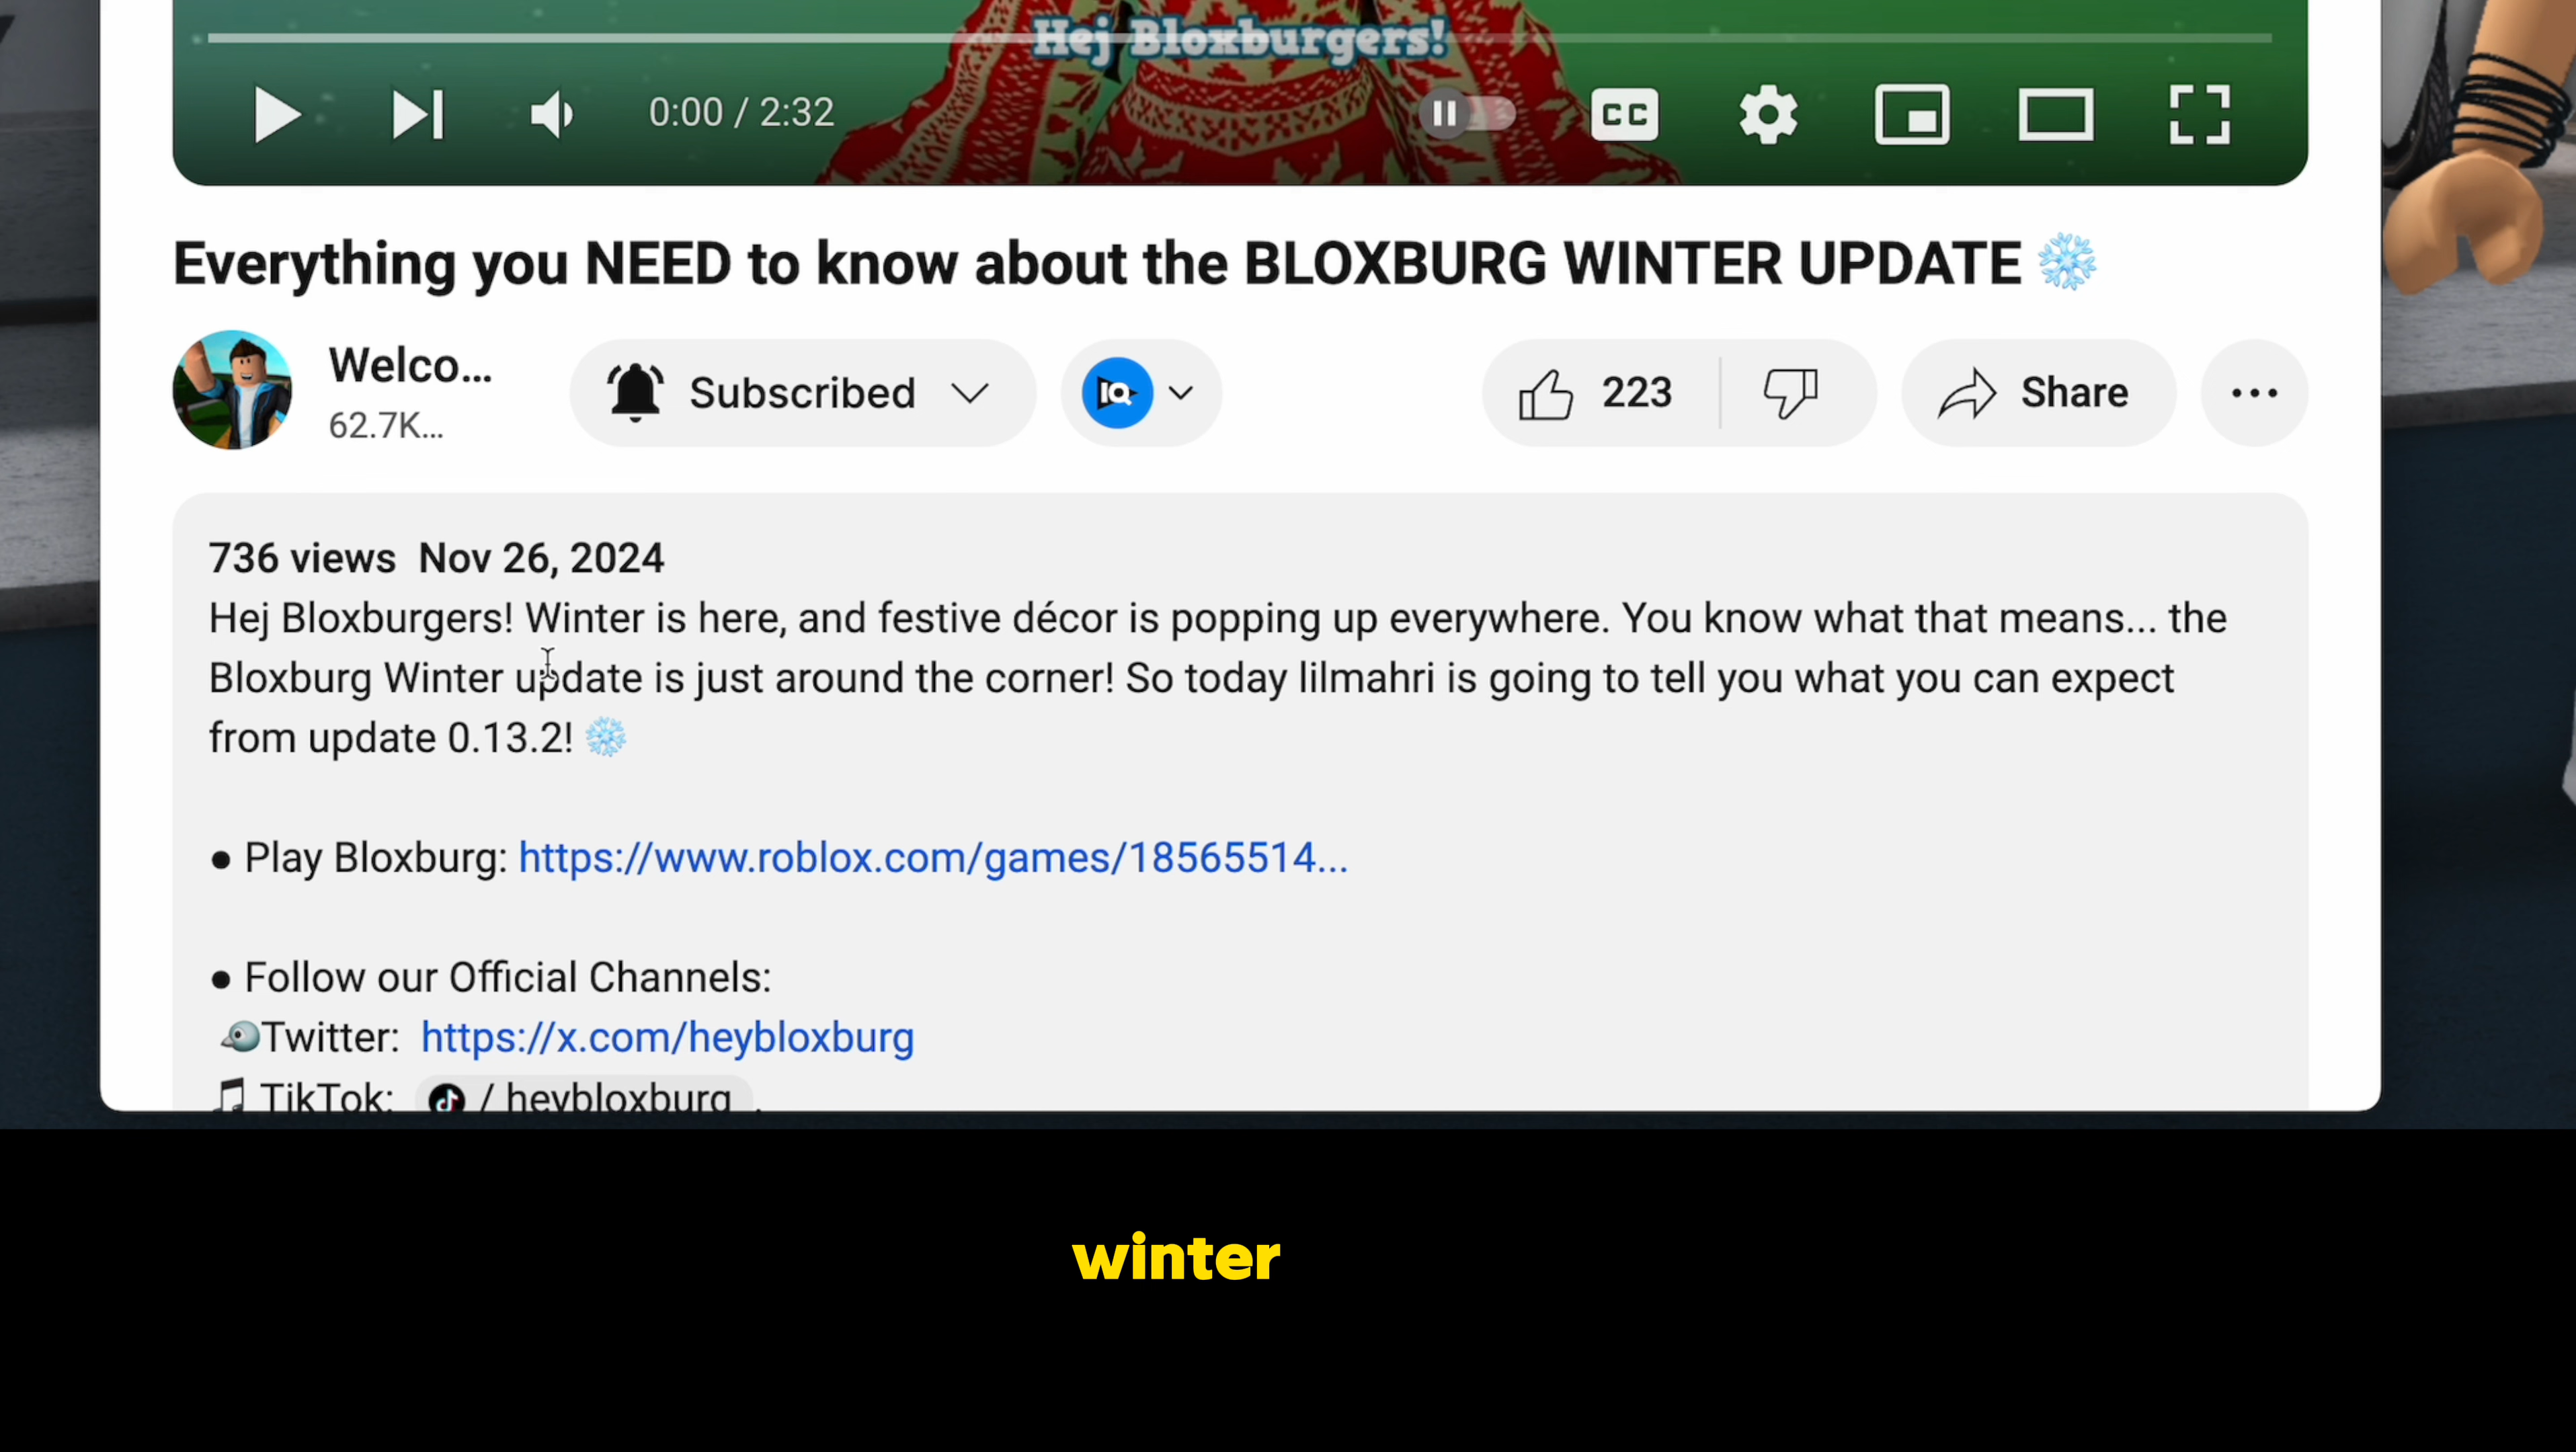 Hej Bloxburgers!
0:00 / 2:32
CC
Everything you NEED to know about the BLOXBURG WINTER UPDATE ❄️
Welco...
62.7K...
Subscribed
IQ
223
Share
736 views Nov 26, 2024
Hej Bloxburgers! Winter is here, and festive décor is popping up everywhere. You know what that means... the
Bloxburg Winter update is just around the corner! So today lilmahri is going to tell you what you can expect
from update 0.13.2! ❄️
● Play Bloxburg: https://www.roblox.com/games/18565514...
● Follow our Official Channels:
Twitter: https://x.com/heybloxburg
TikTok: / heybloxburg .
winter